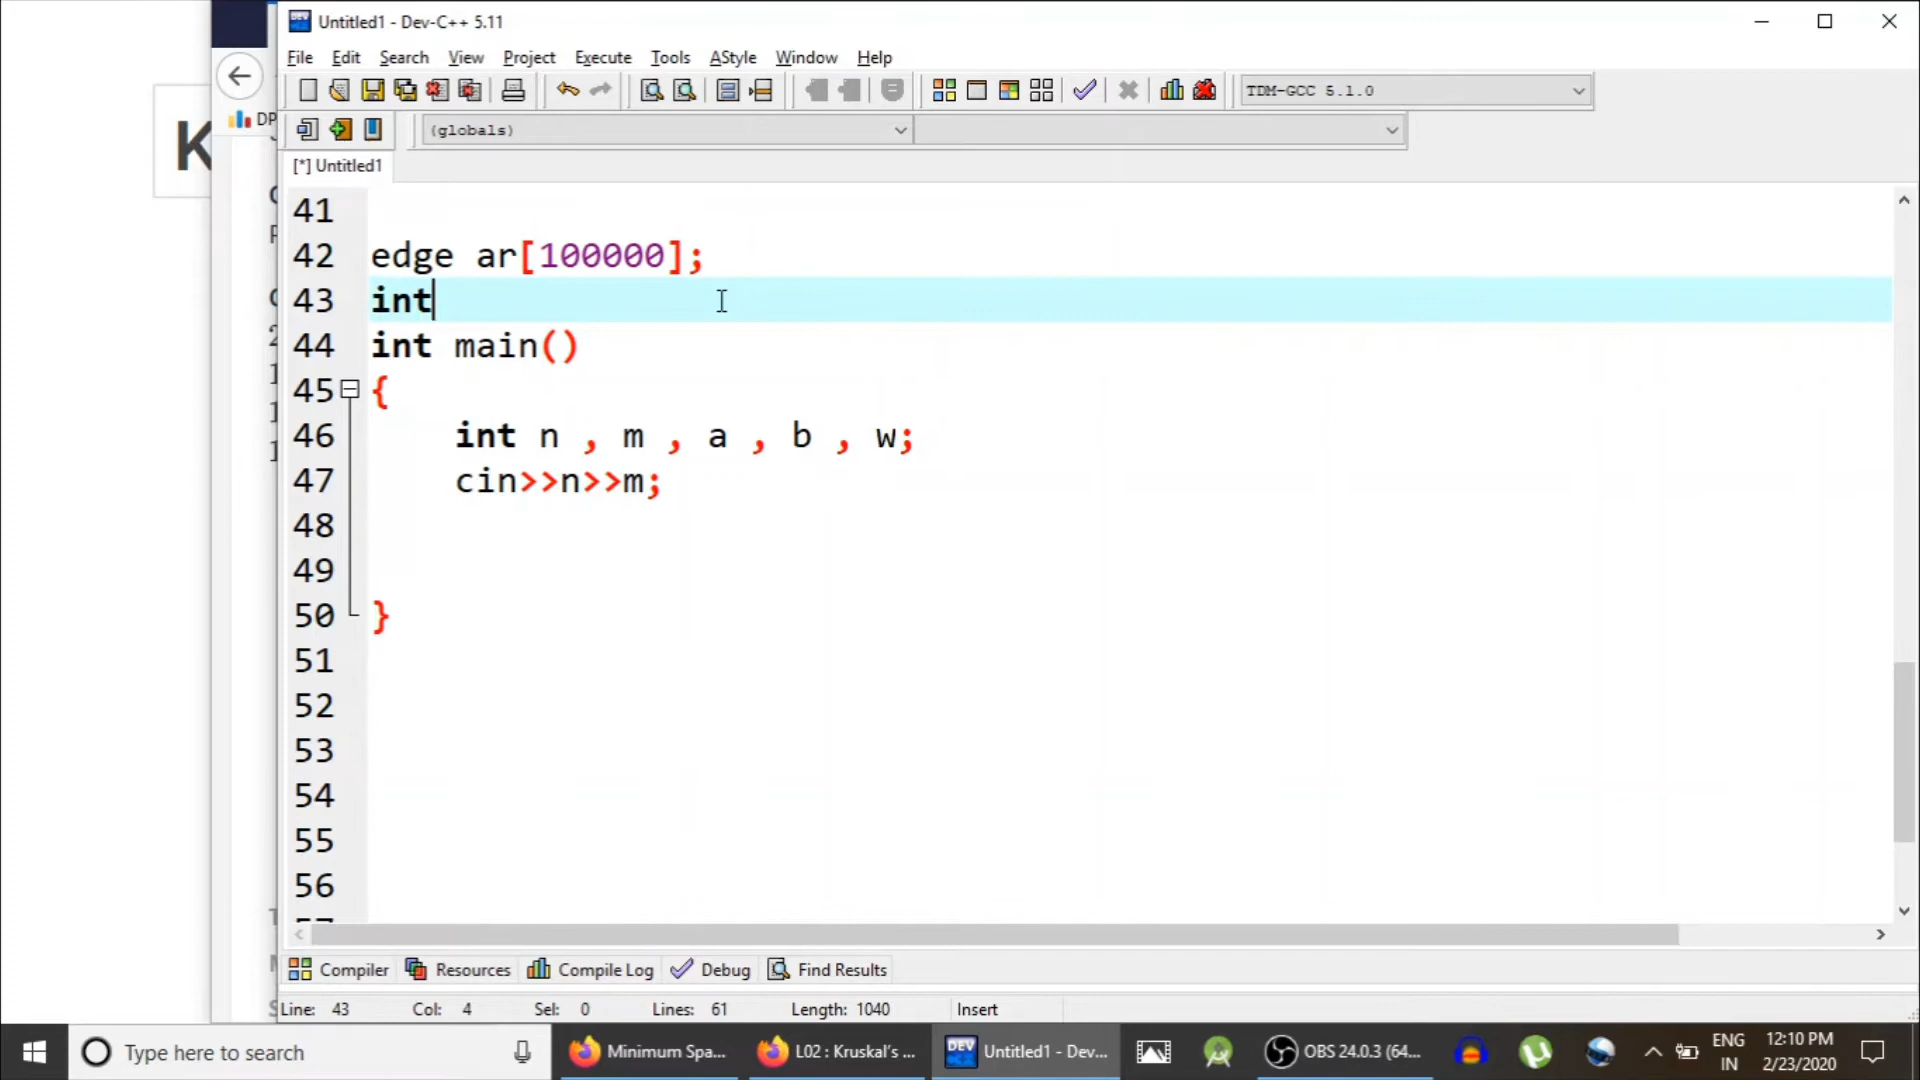 Untitled1 - Dev-C++ 5.11
File Edit Search View Project Execute Tools AStyle Window Help
TDM-GCC 5.1.0
DP
(globals)
[*] Untitled1
41
42 edge ar[100000];
43 int
44 int main()
45 {
46 int n , m , a , b , w;
47 cin>>n>>m;
48
49
50 }
51
52
53
54
55
56
Compiler Resources Compile Log Debug Find Results
Line: 43 Col: 4 Sel: 0 Lines: 61 Length: 1040 Insert
Type here to search
Minimum Spa...
L02 : Kruskal's ...
DEV
Untitled1 - Dev...
OBS 24.0.3 (64...
ENG
IN
12:10 PM
2/23/2020